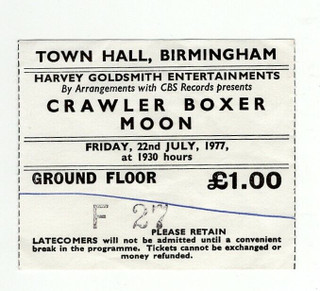 TOWN HALL, BIRMINGHAM
HARVEY GOLDSMITH ENTERTAINMENTS
By Arrangements with CBS Records presents
CRAWLER BOXER
MOON
FRIDAY, 22nd JULY, 1977,
at 1930 hours
GROUND FLOOR £1.00
F 27
PLEASE RETAIN
LATECOMERS will not be admitted until a convenient
break in the programme. Tickets cannot be exchanged or
money refunded.